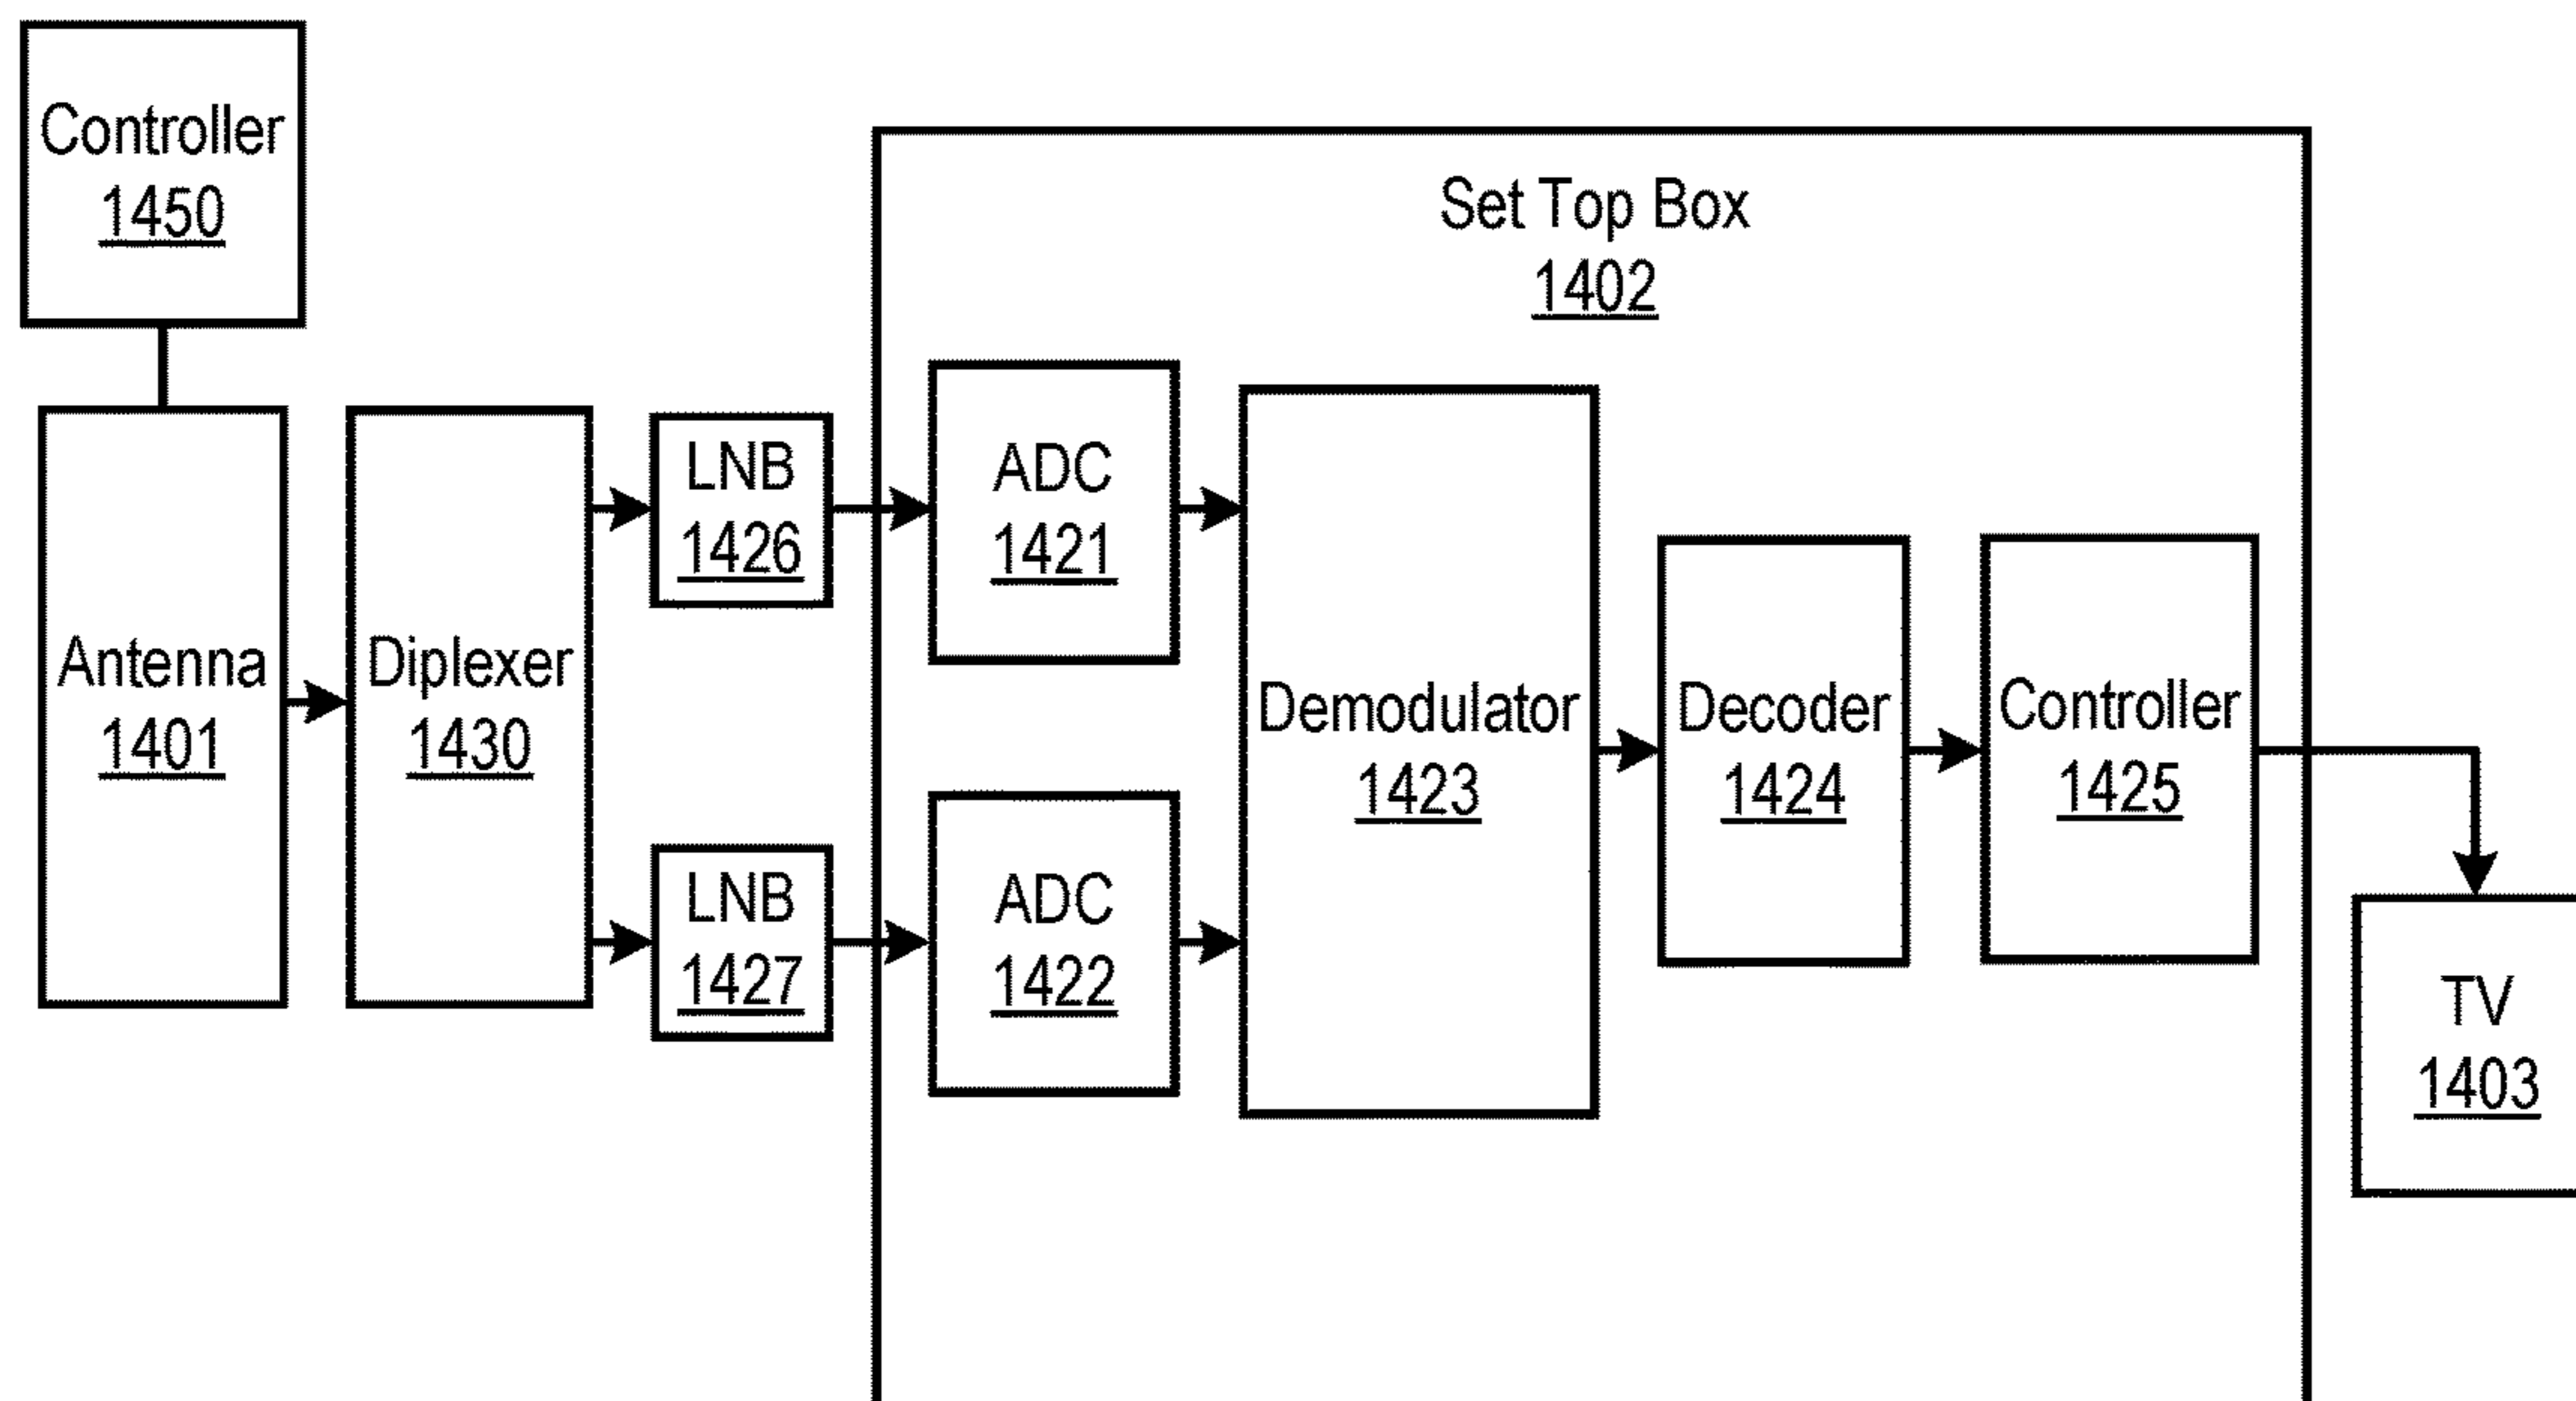 Controller
1450
Set Top Box
1402
Antenna
1401
Diplexer
1430
LNB
1426
LNB
1427
ADC
1421
ADC
1422
Demodulator
1423
Decoder
1424
Controller
1425
TV
1403